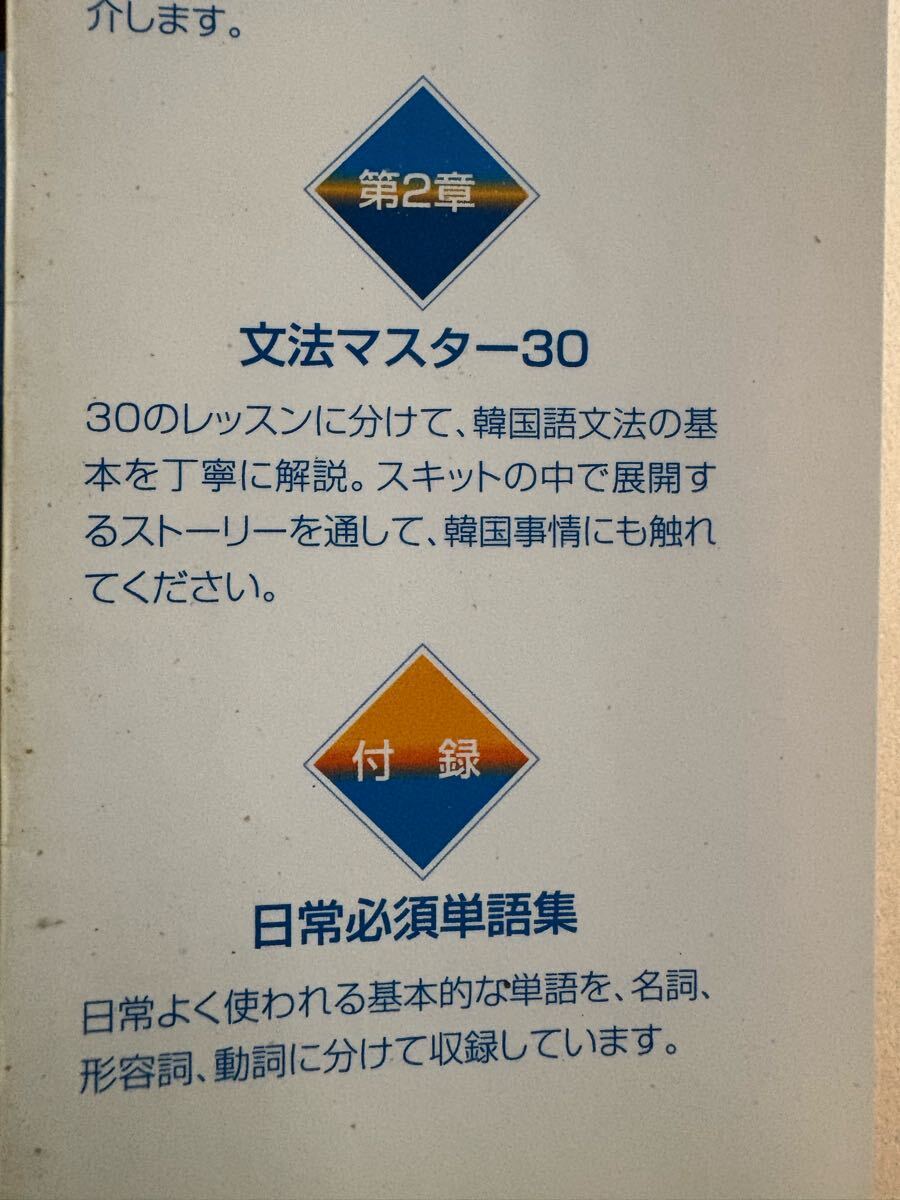 介します。
第2章
文法マスター30
30のレッスンに分けて、韓国語文法の基
本を丁寧に解説。スキットの中で展開す
るストーリーを通して、韓国事情にも触れ
てください。
付 録
日常必須単語集
日常よく使われる基本的な単語を、名詞、
形容詞、動詞に分けて収録しています。